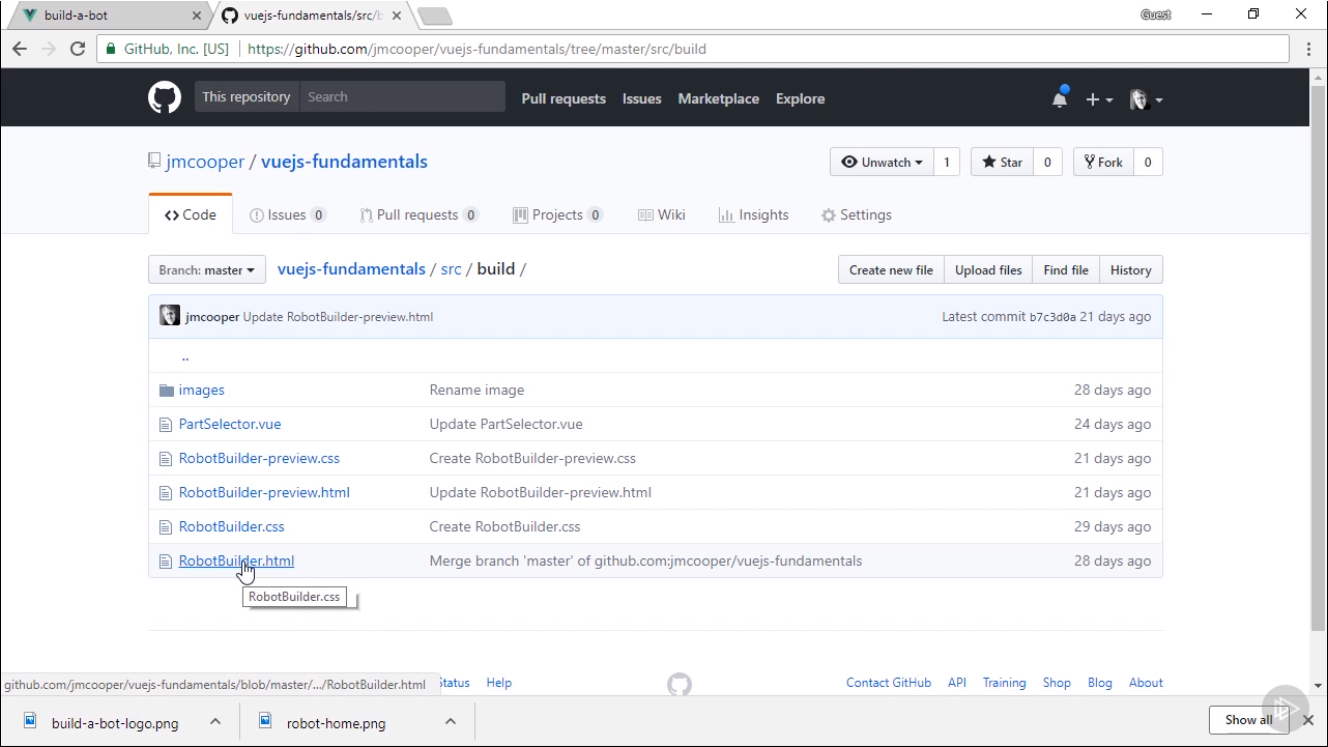 build-a-bot
vuejs-fundamentals/src/b
Guest
GitHub, Inc. [US] https://github.com/jmcooper/vuejs-fundamentals/tree/master/src/build
This repository Search Pull requests Issues Marketplace Explore
jmcooper / vuejs-fundamentals
Unwatch 1 Star 0 Fork 0
Code Issues 0 Pull requests 0 Projects 0 Wiki Insights Settings
Branch: master vuejs-fundamentals / src / build / Create new file Upload files Find file History
jmcooper Update RobotBuilder-preview.html Latest commit b7c3d0a 21 days ago
..
images Rename image 28 days ago
PartSelector.vue Update PartSelector.vue 24 days ago
RobotBuilder-preview.css Create RobotBuilder-preview.css 21 days ago
RobotBuilder-preview.html Update RobotBuilder-preview.html 21 days ago
RobotBuilder.css Create RobotBuilder.css 29 days ago
RobotBuilder.html Merge branch 'master' of github.com:jmcooper/vuejs-fundamentals 28 days ago
RobotBuilder.css
github.com/jmcooper/vuejs-fundamentals/blob/master/.../RobotBuilder.html Status Help Contact GitHub API Training Shop Blog About
build-a-bot-logo.png robot-home.png Show all